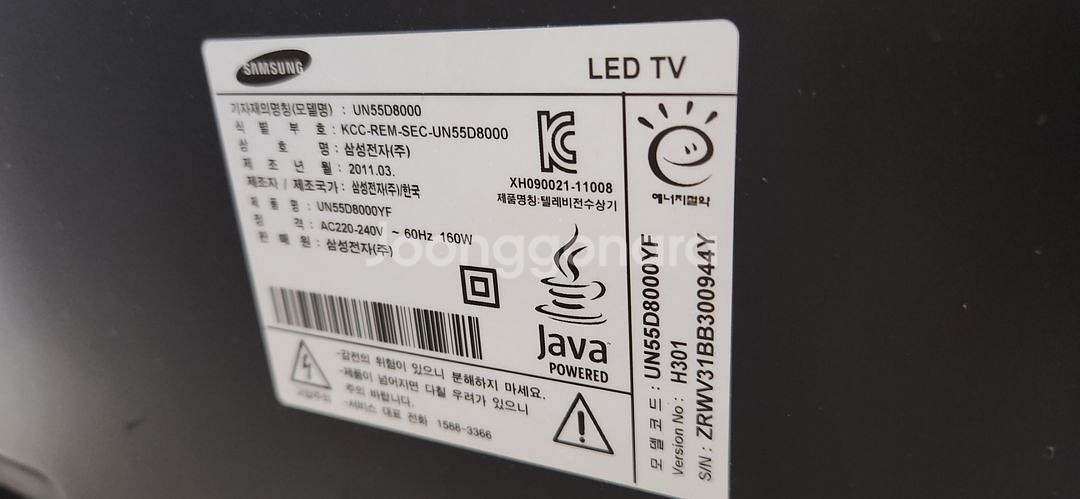 SAMSUNG
LED TV
기자재의명칭(모델명) : UN55D8000
식 별 부 호 : KCC-REM-SEC-UN55D8000
상 호 명 : 삼성전자(주)
제 조 년 월 : 2011.03.
제조자 / 제조국가 : 삼성전자(주)/한국
제 품 형 : UN55D8000YF
정 격 : AC220-240V ~ 60Hz 160W
판 매 원 : 삼성전자(주)
XH090021-11008
제품명칭:텔레비전수상기
에너지절약
Joonggonara
Java
POWERED
-감전의 위험이 있으니 분해하지 마세요.
-제품이 넘어지면 다칠 우려가 있으니
주의 바랍니다.
-서비스 대표 전화 1588-3366
고압주의
모 델 코 드 : UN55D8000YF
Version No : H301
S/N : ZRWV31BB300944Y